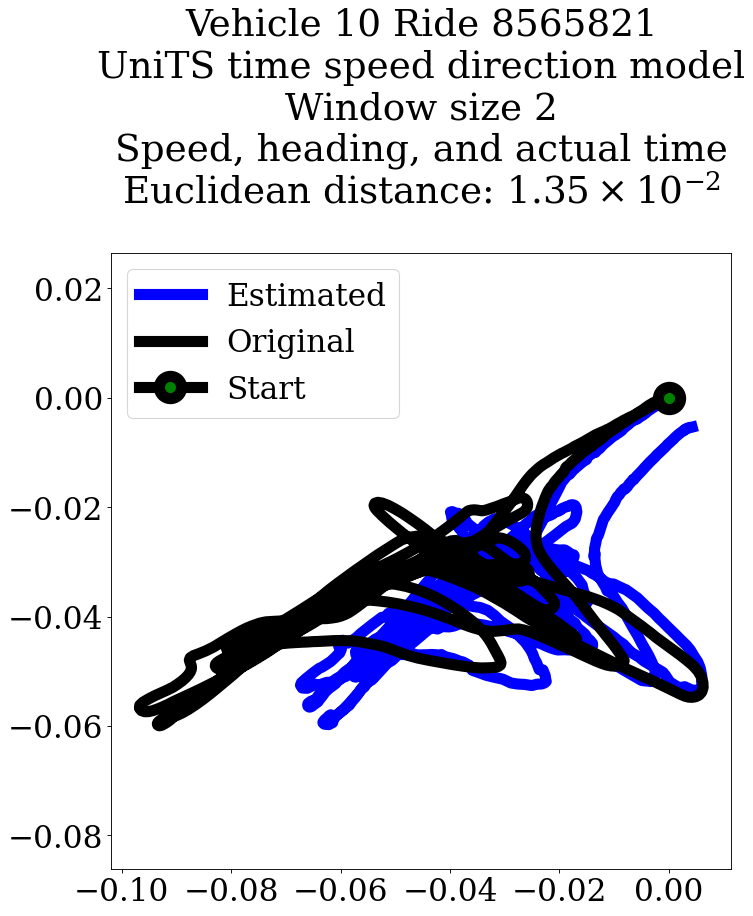 Vehicle 10 Ride 8565821
UniTS time speed direction model
Window size 2
Speed, heading, and actual time
Euclidean distance: 1.35 × 10⁻²
Estimated
Original
Start
0.02
0.00
−0.02
−0.04
−0.06
−0.08
−0.10 −0.08 −0.06 −0.04 −0.02 0.00